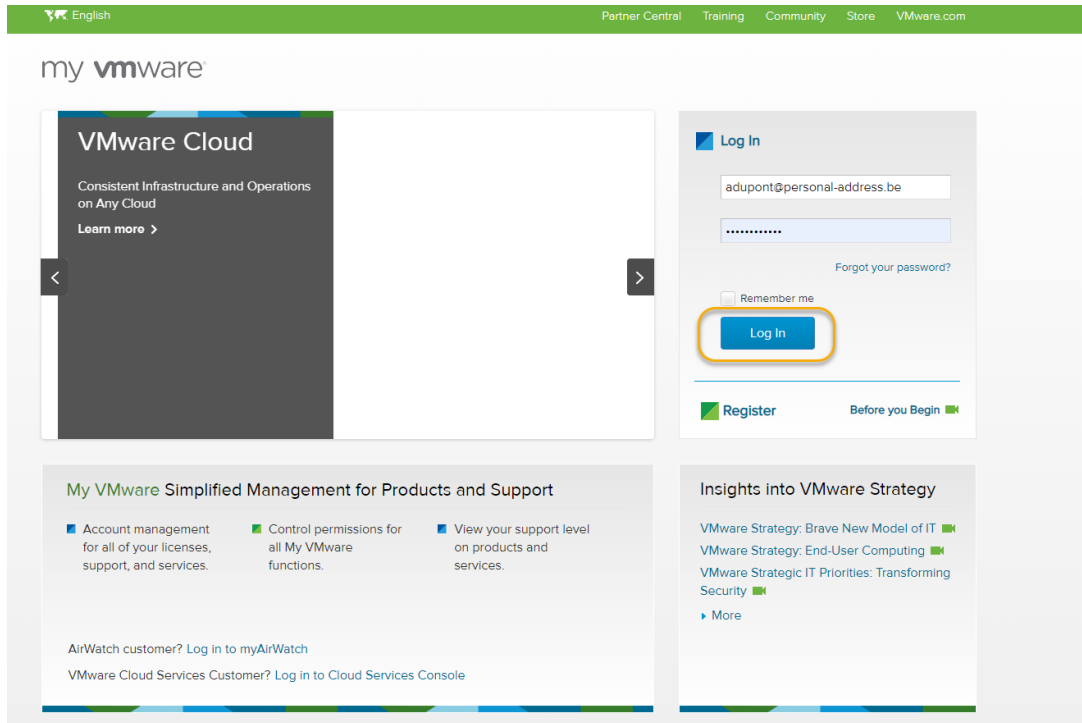 English
Partner Central Training Community Store VMware.com
my vmware
VMware Cloud
Consistent Infrastructure and Operations
on Any Cloud
Learn more >
Log In
adupont@personal-address.be
••••••••••••
Forgot your password?
Remember me
Log In
Register
Before you Begin
My VMware Simplified Management for Products and Support
Account management
for all of your licenses,
support, and services.
Control permissions for
all My VMware
functions.
View your support level
on products and
services.
AirWatch customer? Log in to myAirWatch
VMware Cloud Services Customer? Log in to Cloud Services Console
Insights into VMware Strategy
VMware Strategy: Brave New Model of IT
VMware Strategy: End-User Computing
VMware Strategic IT Priorities: Transforming
Security
More